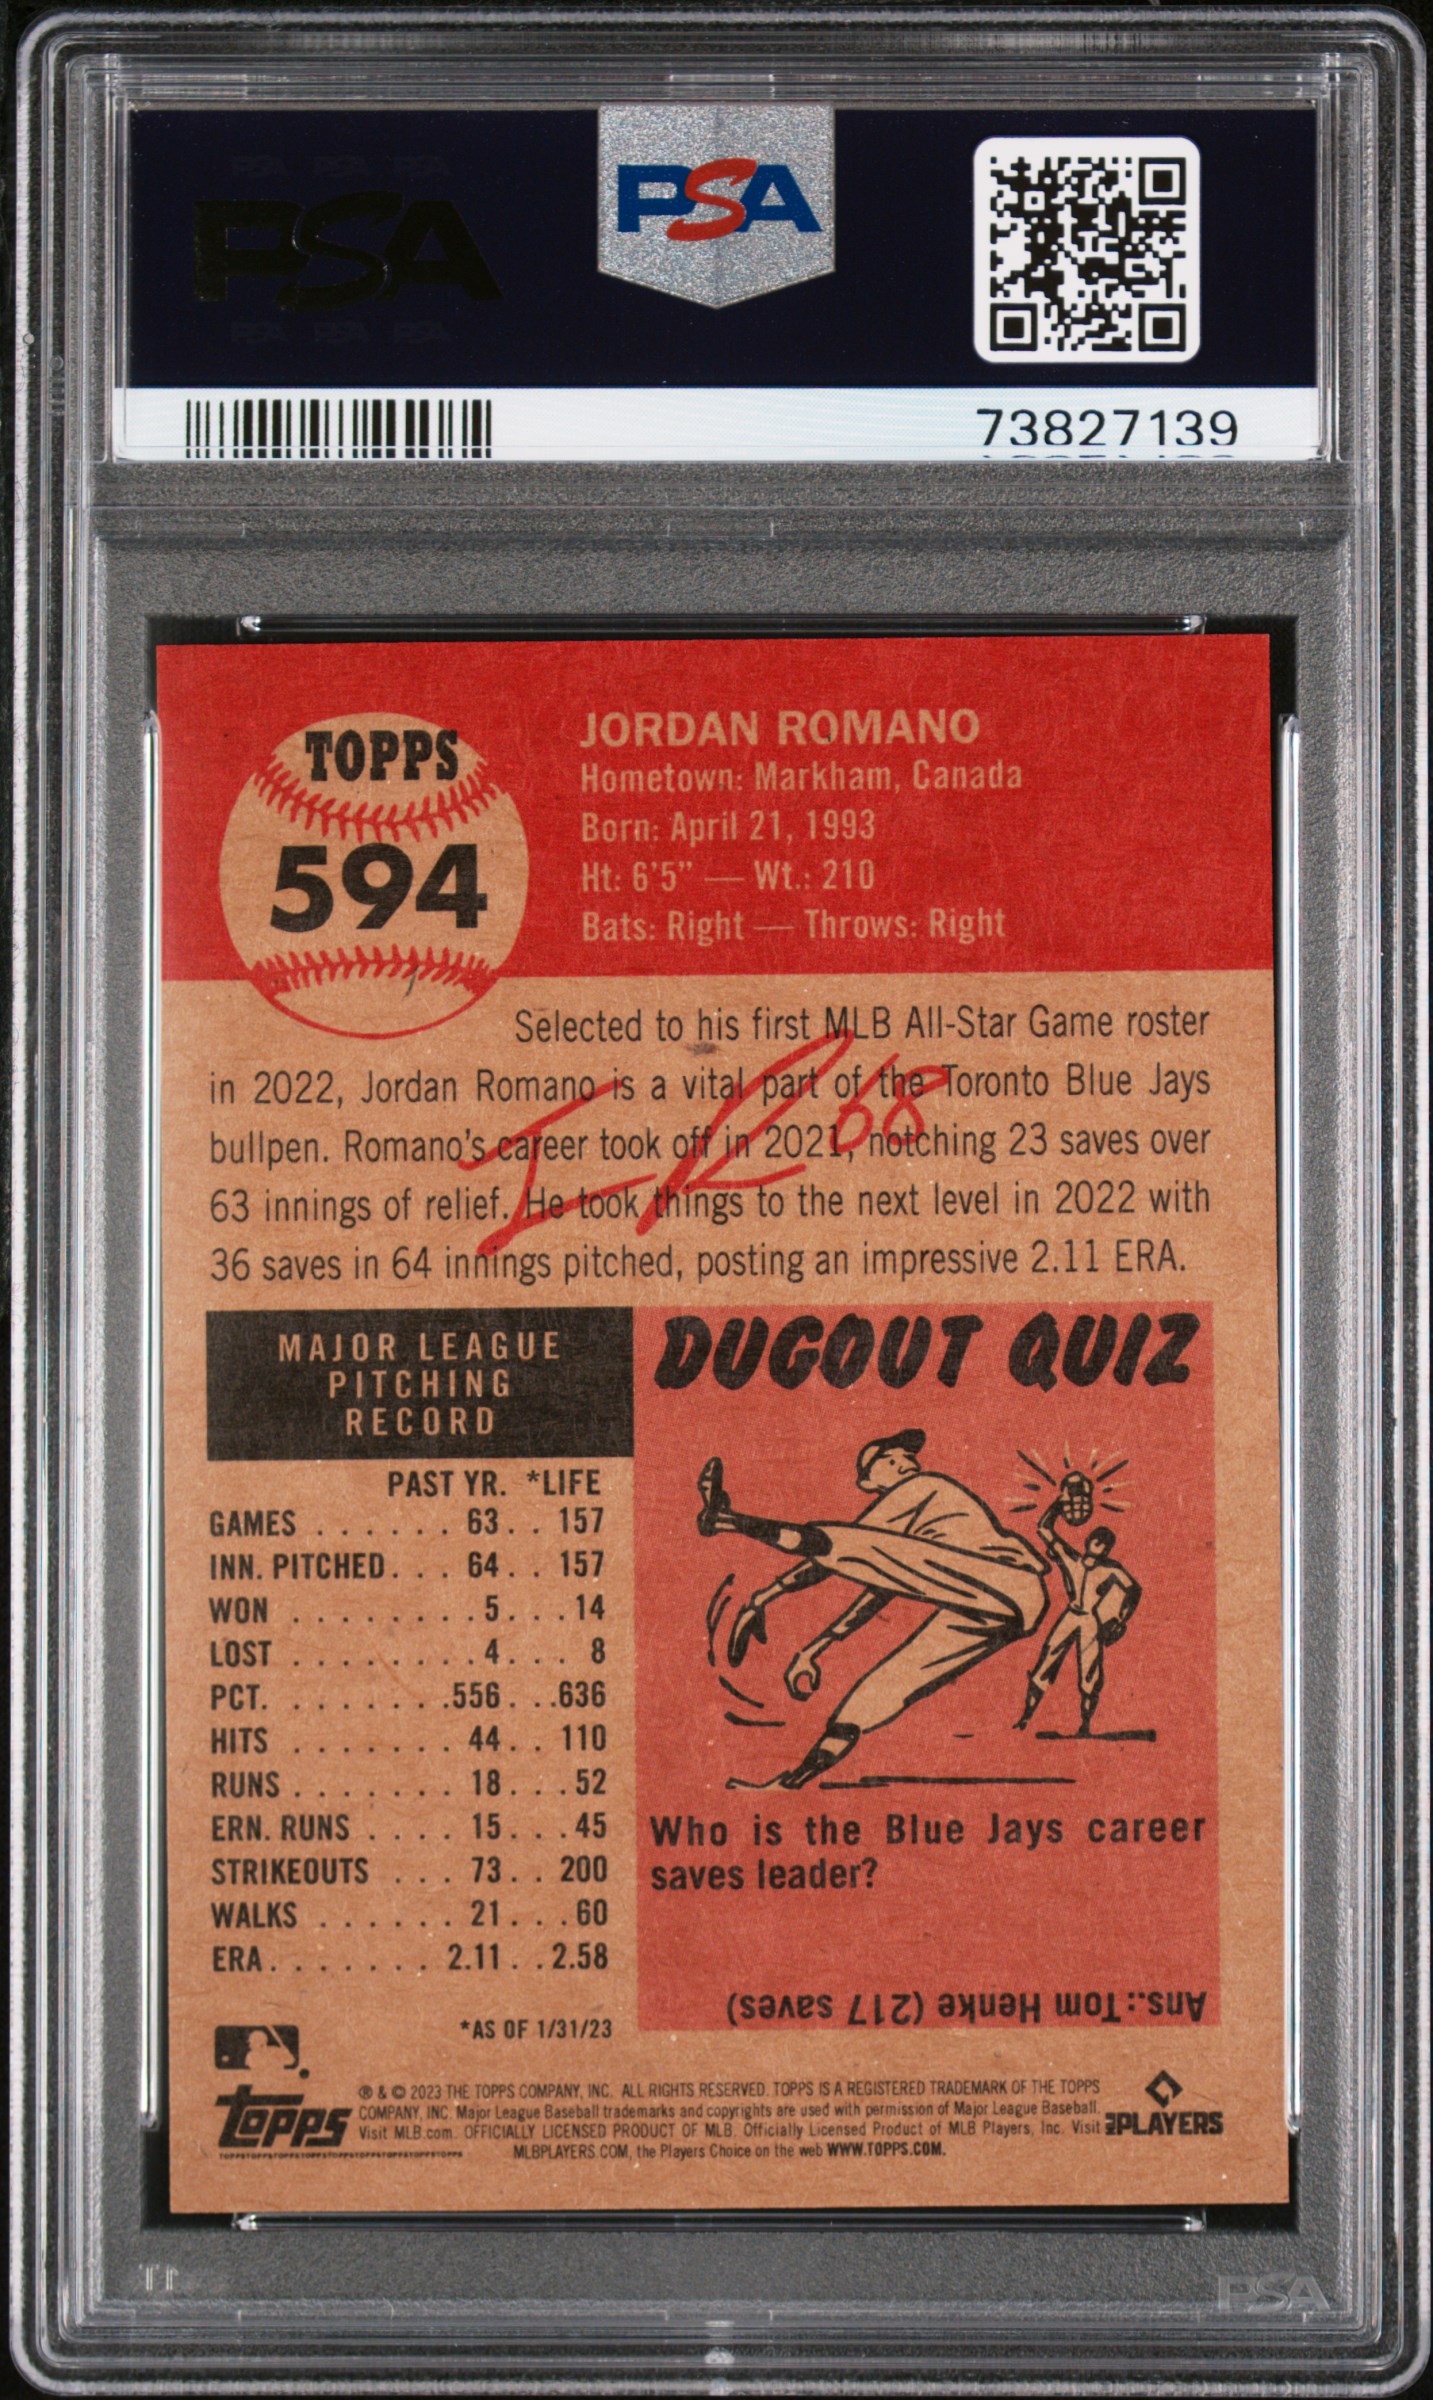 PSA
PSA
73827139
TOPPS
594
JORDAN ROMANO
Hometown: Markham, Canada
Born: April 21, 1993
Ht: 6'5" — Wt.: 210
Bats: Right — Throws: Right
Selected to his first MLB All-Star Game roster
in 2022, Jordan Romano is a vital part of the Toronto Blue Jays
bullpen. Romano's career took off in 2021, notching 23 saves over
63 innings of relief. He took things to the next level in 2022 with
36 saves in 64 innings pitched, posting an impressive 2.11 ERA.
68
MAJOR LEAGUE
PITCHING
RECORD
PAST YR. *LIFE
GAMES . . . . . . 63 . . 157
INN. PITCHED . . . 64 . . 157
WON . . . . . . . . 5 . . . 14
LOST . . . . . . . . 4 . . . 8
PCT. . . . . . . . .556 . . .636
HITS . . . . . . . 44 . . 110
RUNS . . . . . . . 18 . . . 52
ERN. RUNS . . . . 15 . . . 45
STRIKEOUTS . . . 73 . . 200
WALKS . . . . . . 21 . . . 60
ERA . . . . . . . 2.11 . . 2.58
*AS OF 1/31/23
DUGOUT QUIZ
Who is the Blue Jays career
saves leader?
Ans.: Tom Henke (217 saves)
topps
® & © 2023 THE TOPPS COMPANY, INC. ALL RIGHTS RESERVED. TOPPS IS A REGISTERED TRADEMARK OF THE TOPPS
COMPANY, INC. Major League Baseball trademarks and copyrights are used with permission of Major League Baseball.
Visit MLB.com. OFFICIALLY LICENSED PRODUCT OF MLB. Officially Licensed Product of MLB Players, Inc. Visit
MLBPLAYERS.COM, the Players Choice on the web WWW.TOPPS.COM.
PLAYERS
PSA